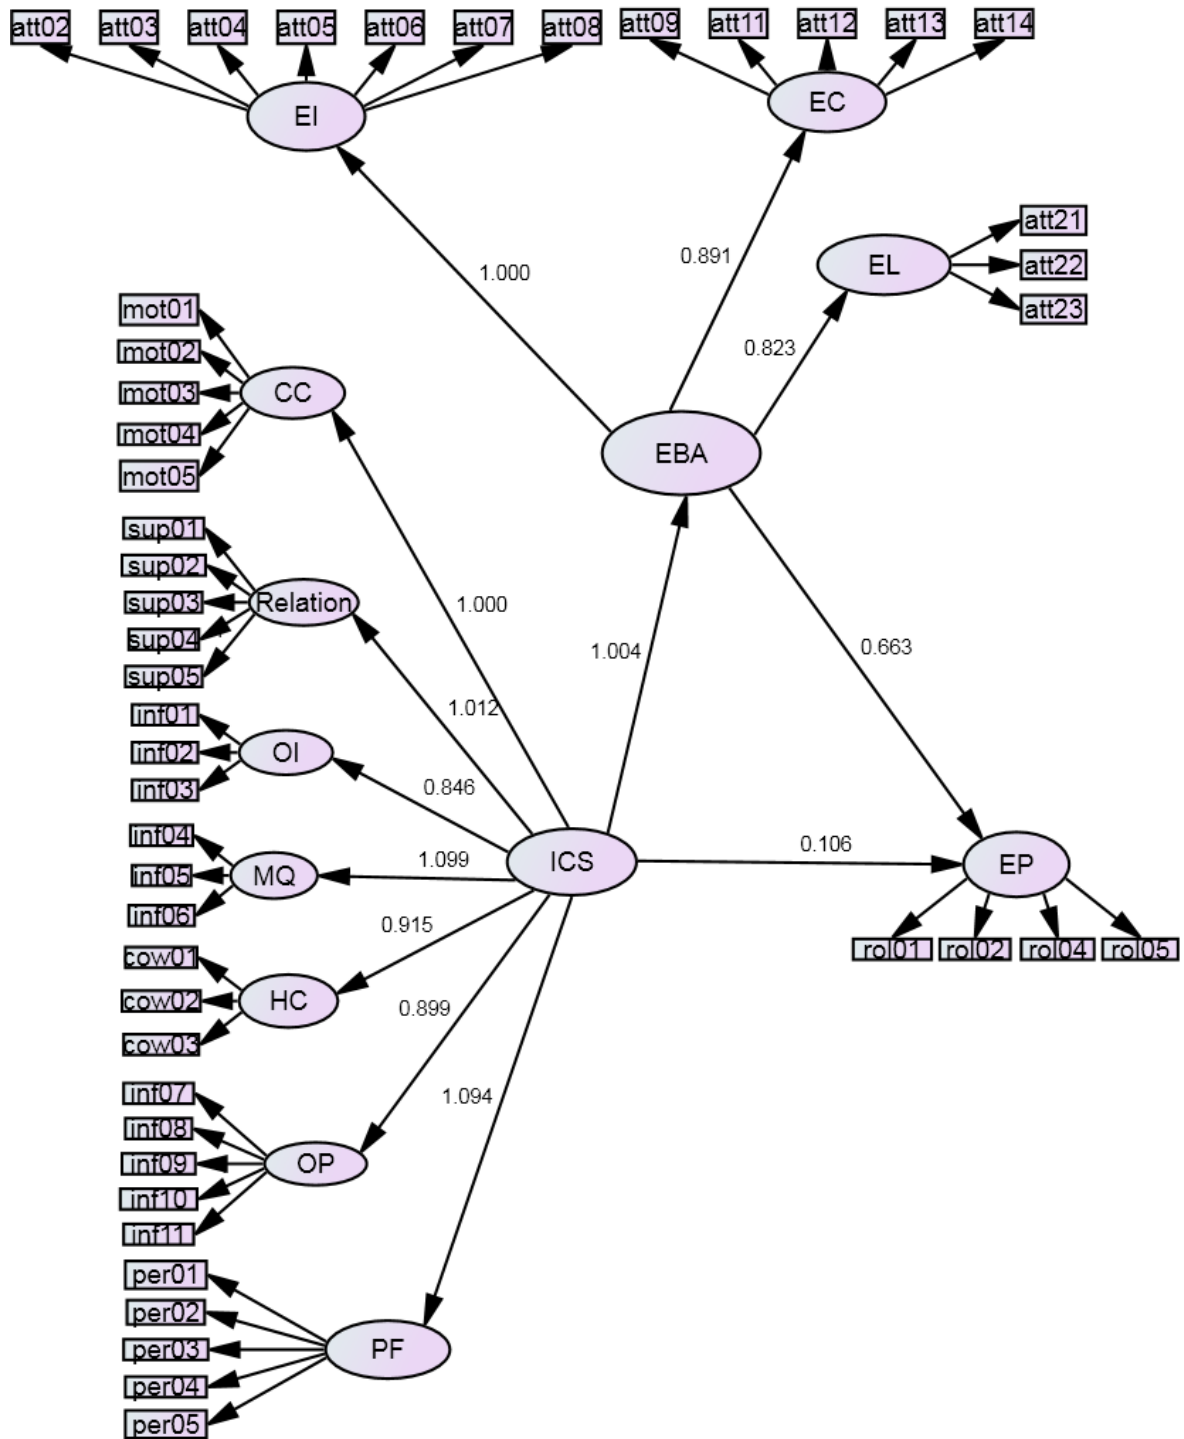 att02 att03 att04 att05 att06 att07 att08 att09 att11 att12 att13 att14
EI
EC
att21
EL
att22
att23
1.000
0.891
0.823
mot01
mot02
mot03
mot04
mot05
CC
EBA
sup01
sup02
sup03
sup04
sup05
Relation
1.000
1.004
0.663
1.012
inf01
inf02
inf03
OI
0.846
inf04
inf05
inf06
MQ
1.099
ICS
0.106
EP
rol01 rol02 rol04 rol05
0.915
cow01
cow02
cow03
HC
0.899
inf07
inf08
inf09
inf10
inf11
OP
1.094
per01
per02
per03
per04
per05
PF